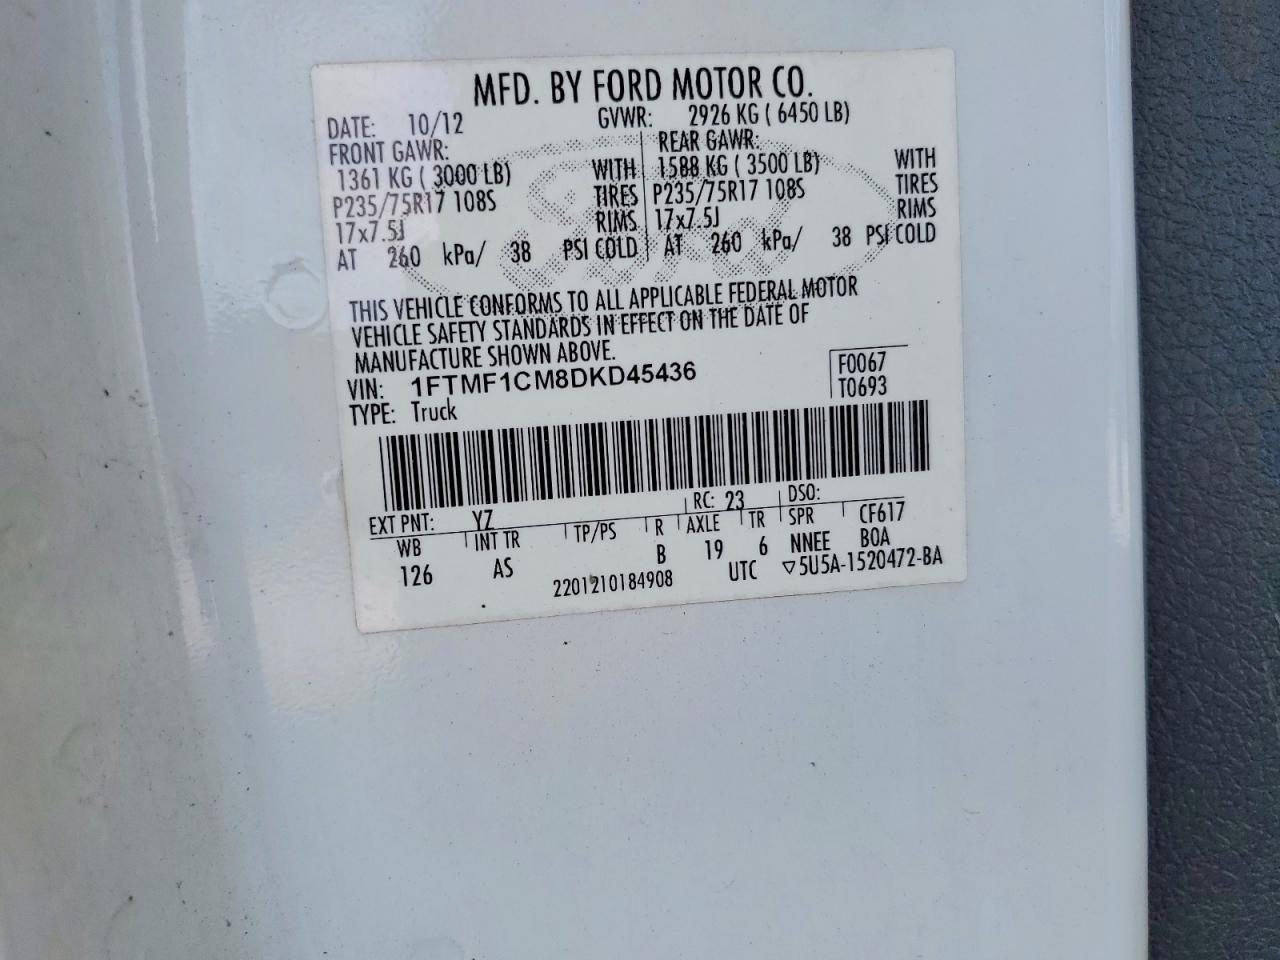 MFD. BY FORD MOTOR CO.
DATE: 10/12 GVWR: 2926 KG ( 6450 LB)
FRONT GAWR: REAR GAWR:
1361 KG ( 3000 LB) WITH 1588 KG ( 3500 LB) WITH
P235/75R17 108S TIRES P235/75R17 108S TIRES
17x7.5J RIMS 17x7.5J RIMS
AT 260 kPa/ 38 PSI COLD AT 260 kPa/ 38 PSI COLD
THIS VEHICLE CONFORMS TO ALL APPLICABLE FEDERAL MOTOR
VEHICLE SAFETY STANDARDS IN EFFECT ON THE DATE OF
MANUFACTURE SHOWN ABOVE.
VIN: 1FTMF1CM8DKD45436 F0067
TYPE: Truck T0693
EXT PNT: YZ RC: 23 DSO:
WB INT TR TP/PS R AXLE TR SPR CF617
126 AS B 19 6 NNEE BOA
2201210184908 UTC ▽5U5A-1520472-BA